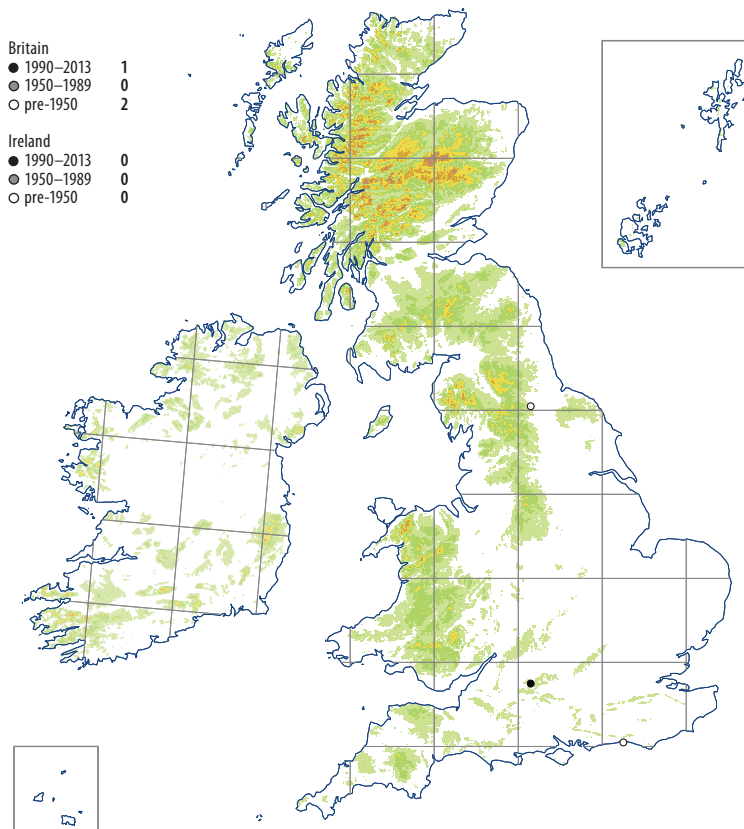 Britain
● 1990–2013 1
● 1950–1989 0
○ pre-1950 2
Ireland
● 1990–2013 0
● 1950–1989 0
○ pre-1950 0